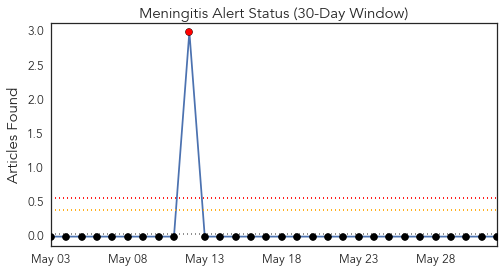 Meningitis Alert Status (30-Day Window)
Articles Found
3.0
2.5
2.0
1.5
1.0
0.5
0.0
May 03 May 08 May 13 May 18 May 23 May 28